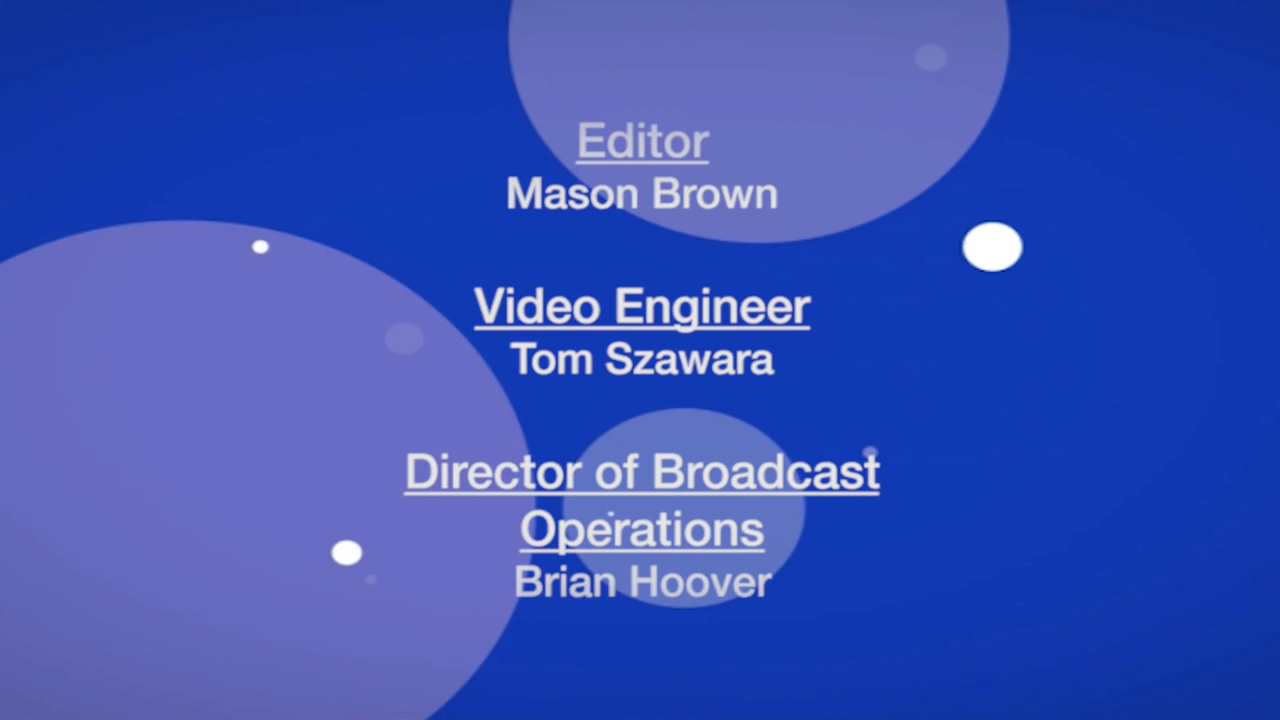 Editor
Mason Brown
Video Engineer
Tom Szawara
Director of Broadcast
Operations
Brian Hoover